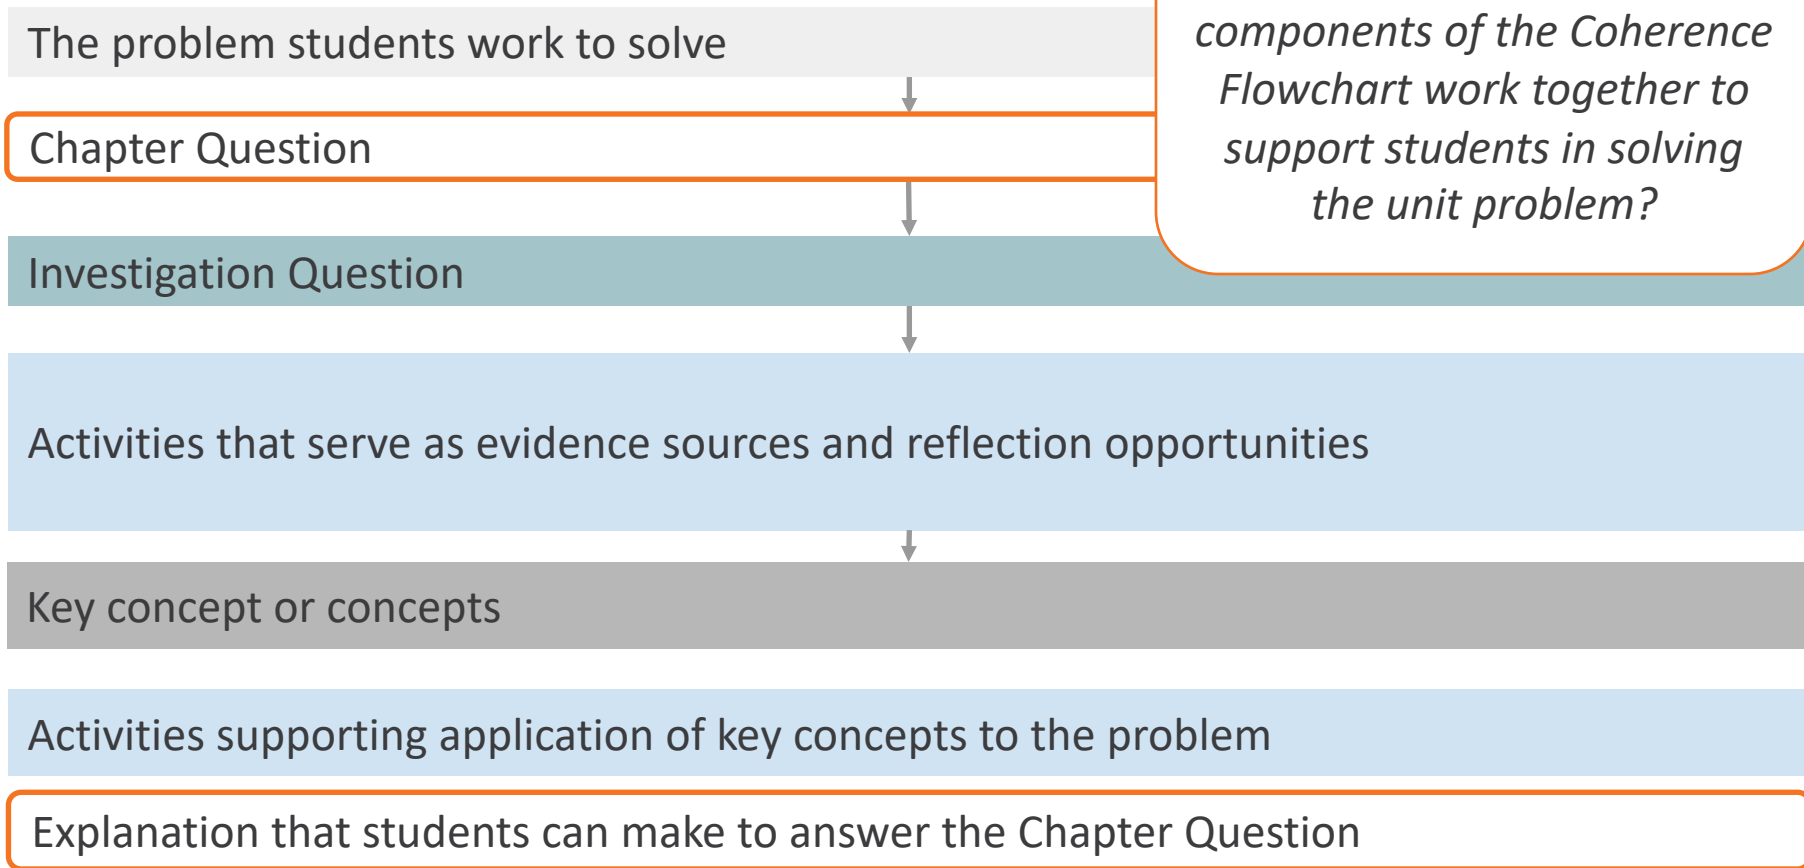 The problem students work to solve
components of the Coherence
Flowchart work together to
support students in solving
the unit problem?
Chapter Question
Investigation Question
Activities that serve as evidence sources and reflection opportunities
Key concept or concepts
Activities supporting application of key concepts to the problem
Explanation that students can make to answer the Chapter Question